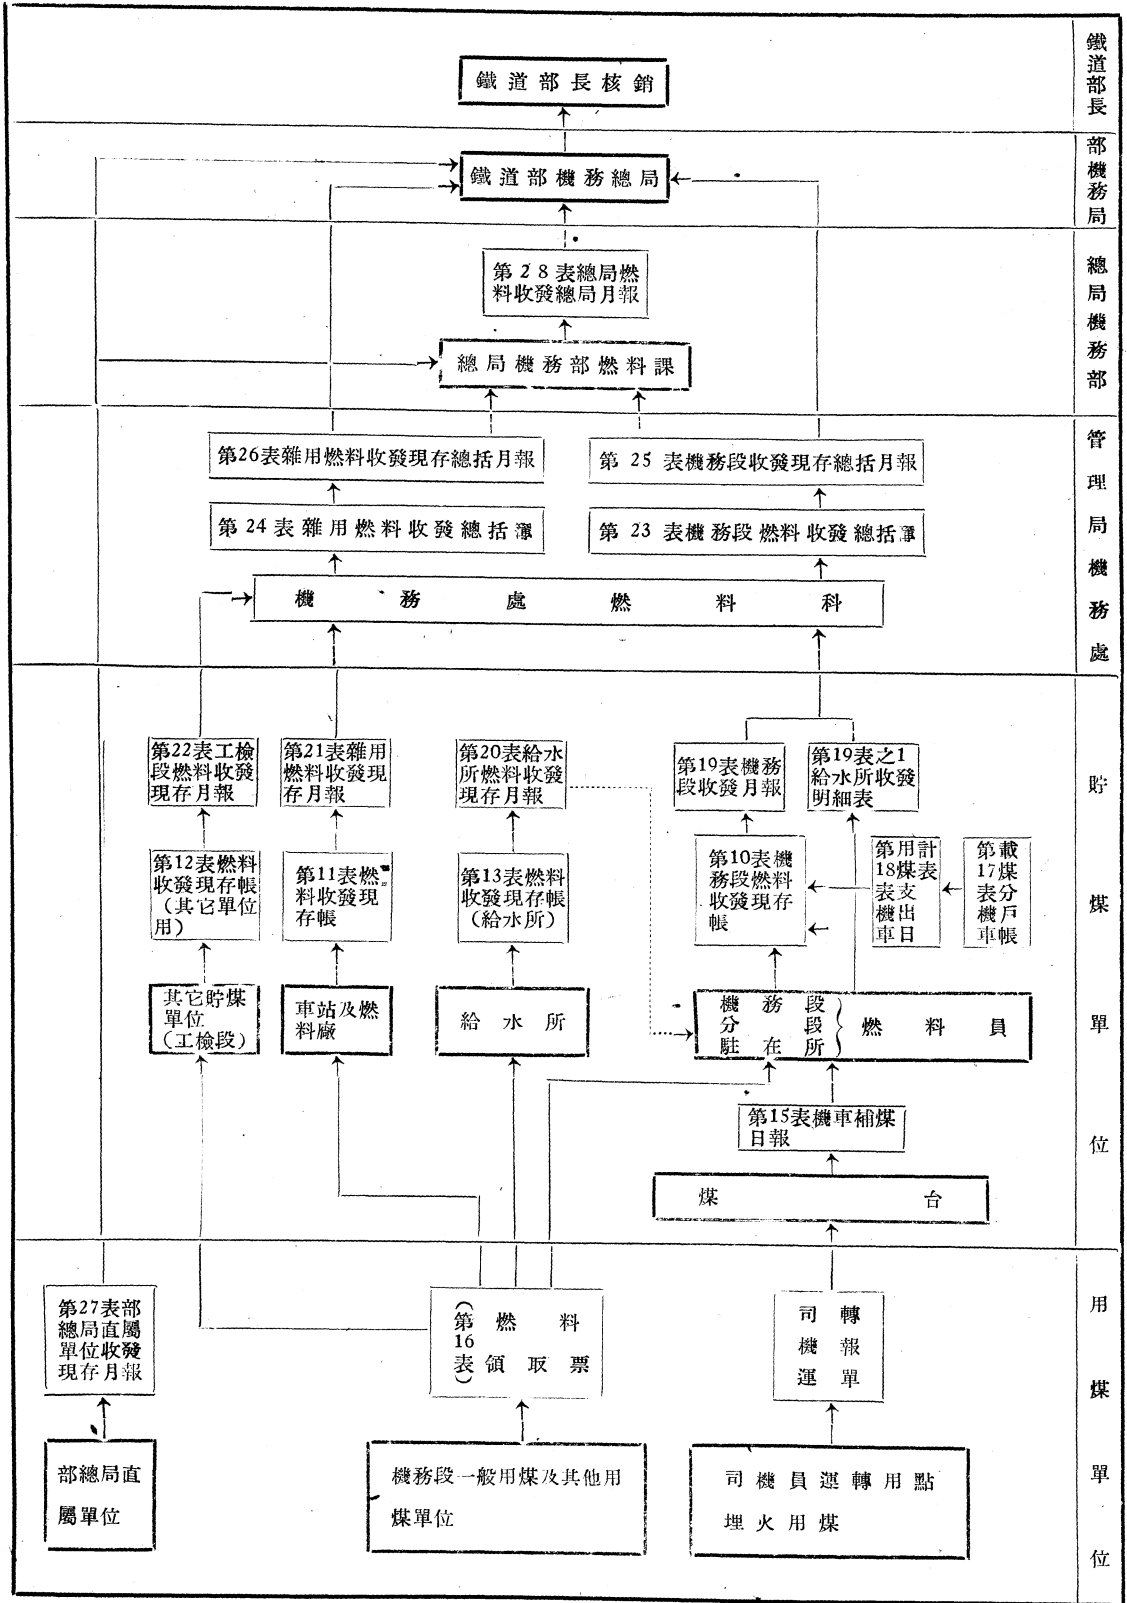 鐵道部長
鐵道部長核銷
部機務局
鐵道部機務總局
總局機務部
第28表總局燃
料收發總局月報
總局機務部燃料課
管理局機務處
第26表雜用燃料收發現存總括月報
第25表機務段收發現存總括月報
第24表雜用燃料收發總括簿
第23表機務段燃料收發總括簿
機務處燃料科
貯煤單位
第22表工檢
段燃料收發
現存月報
第21表雜用
燃料收發現
存月報
第20表給水
所燃料收發
現存月報
第19表機務
段收發月報
第19表之1
給水所收發
明細表
第12表燃料
收發現存帳
(其它單位
用)
第11表燃
料收發現
存帳
第13表燃料
收發現存帳
(給水所)
第10表機
務段燃料
收發現存
帳
第18表機車日
用煤支出
計表
第17表機車
載煤分戶帳
其它貯煤
單位
(工檢段)
車站及燃
料廠
給水所
機務段
分段
駐在所
燃料員
第15表機車補煤
日報
煤台
用煤單位
第27表部
總局直屬
單位收發
現存月報
(第16表)
燃料
領取票
司機運
轉報單
部總局直
屬單位
機務段一般用煤及其他用
煤單位
司機員運轉用點
埋火用煤